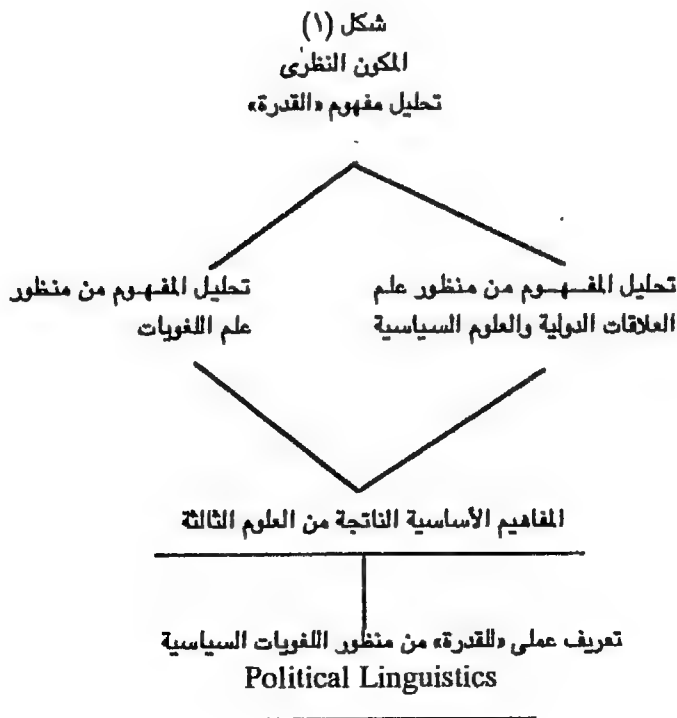 شكل (١)
المكون النظرى
تحليل مفهوم «القدرة»
تحليل المفهوم من منظور علم
العلاقات الدولية والعلوم السياسية
تحليل المفهوم من منظور
علم اللغويات
المفاهيم الأساسية الناتجة من العلوم الثالثة
تعريف عملى «للقدرة» من منظور اللغويات السياسية
Political Linguistics